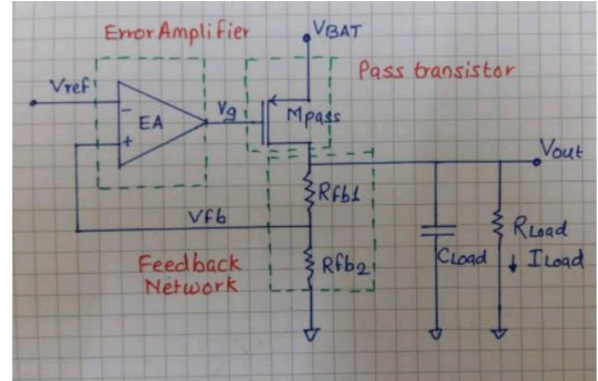 Error Amplifier
VBAT
Pass transistor
Vref
-
EA
+
Vg
Mpass
Vout
Rfb1
Vfb
Rfb2
Feedback
Network
CLoad
RLoad
↓ ILoad